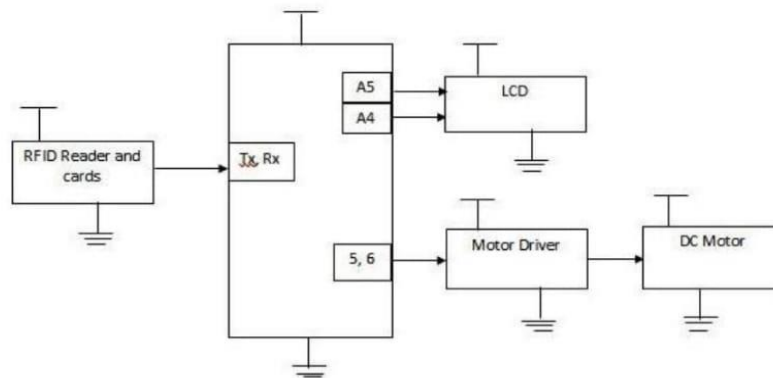 A5
LCD
A4
RFID Reader and
cards
Tx, Rx
5, 6
Motor Driver
DC Motor